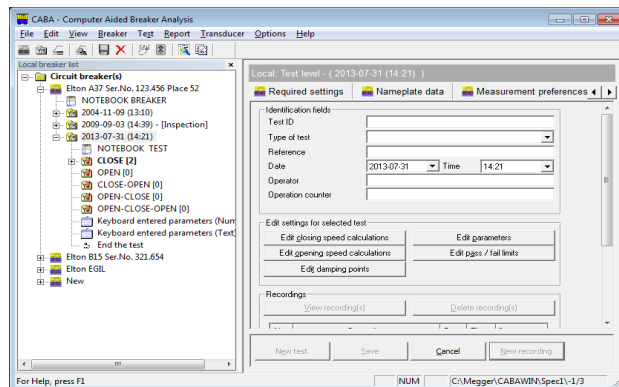 CABA - Computer Aided Breaker Analysis
File Edit View Breaker Test Report Transducer Options Help
Local breaker list
Circuit breaker(s)
Elton A37 Ser.No. 123.456 Place 52
NOTEBOOK BREAKER
2004-11-09 (13:10)
2009-09-03 (14:39) - [Inspection]
2013-07-31 (14:21)
NOTEBOOK TEST
CLOSE [2]
OPEN [0]
CLOSE-OPEN [0]
OPEN-CLOSE [0]
OPEN-CLOSE-OPEN [0]
Keyboard entered parameters (Num
Keyboard entered parameters (Text)
End the test
Elton B15 Ser.No. 321.654
Elton EGIL
New
Local: Test level - ( 2013-07-31 (14:21) )
Required settings Nameplate data Measurement preferences
Identification fields
Test ID
Type of test
Reference
Date 2013-07-31 Time 14:21
Operator
Operation counter
Edit settings for selected test
Edit closing speed calculations Edit parameters
Edit opening speed calculations Edit pass / fail limits
Edit damping points
Recordings
View recording(s) Delete recording(s)
New test Save Cancel New recording
For Help, press F1 NUM C:\Megger\CABAWIN\Spec1\-1/3